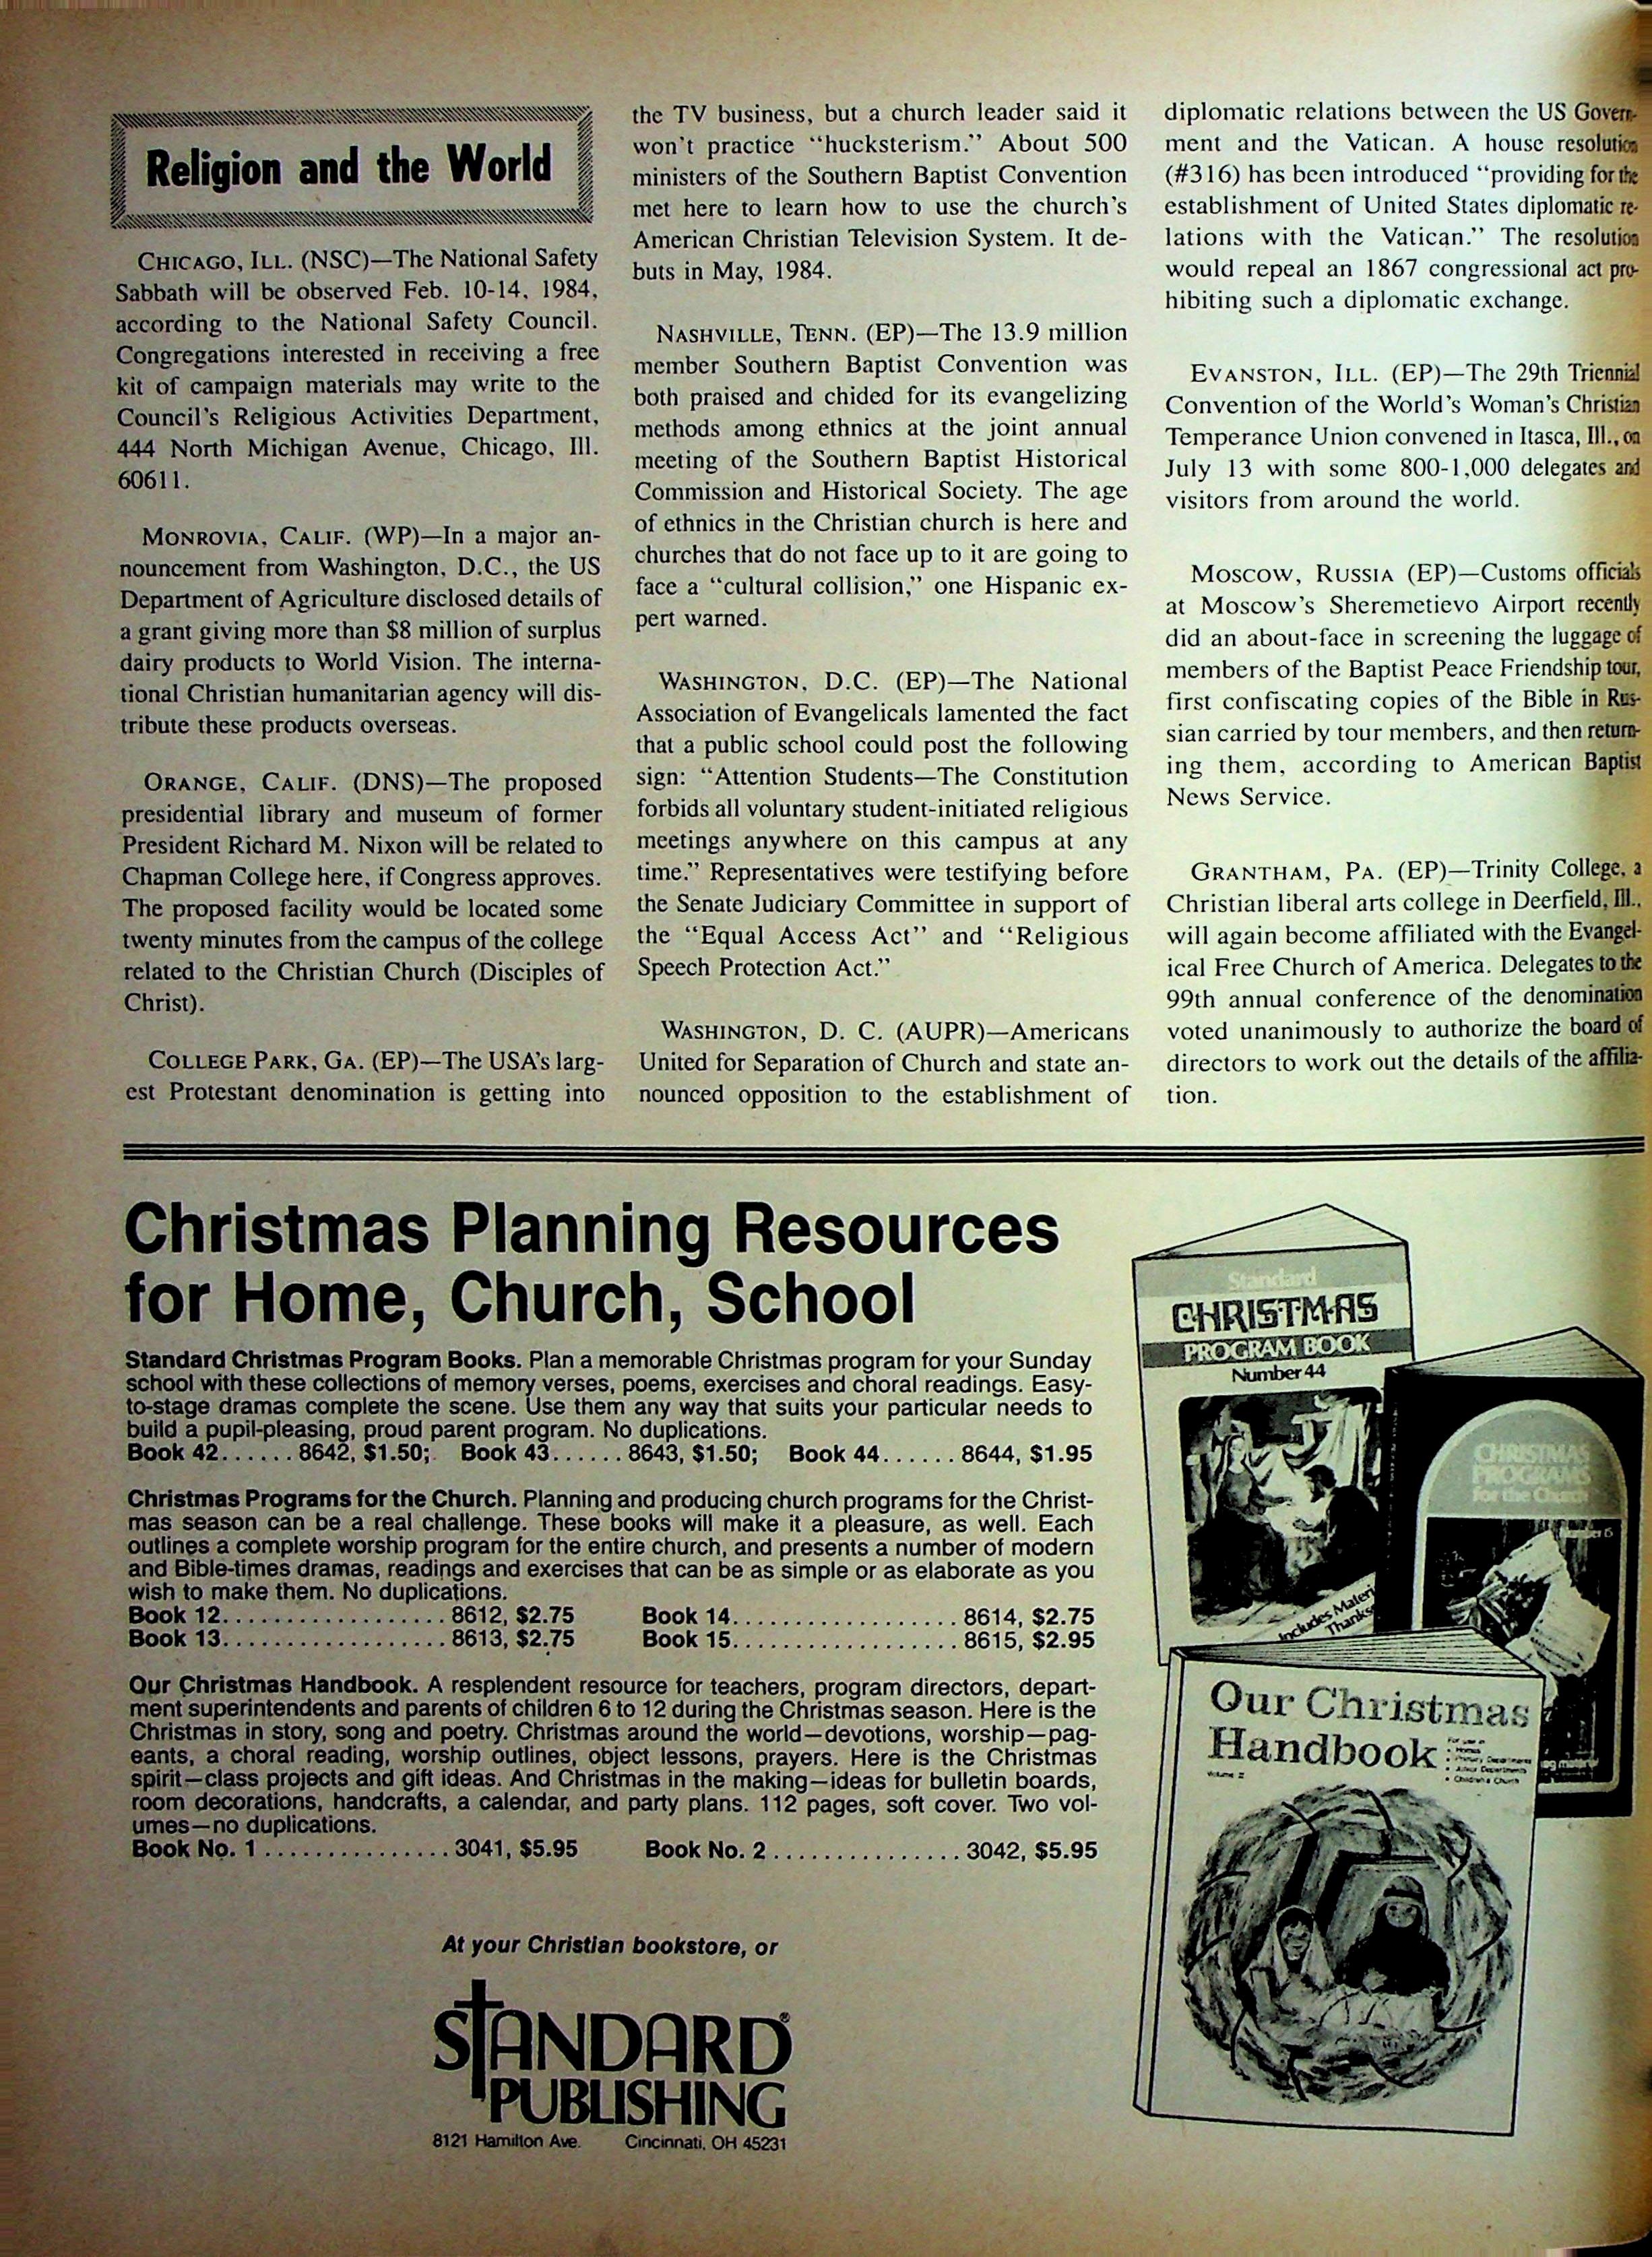 Religion and the World
CHICAGO, ILL. (NSC)—The National Safety
Sabbath will be observed Feb. 10-14, 1984,
according to the National Safety Council.
Congregations interested in receiving a free
kit of campaign materials may write to the
Council's Religious Activities Department,
444 North Michigan Avenue, Chicago, Ill.
60611.
MONROVIA, CALIF. (WP)—In a major an-
nouncement from Washington, D.C., the US
Department of Agriculture disclosed details of
a grant giving more than $8 million of surplus
dairy products to World Vision. The interna-
tional Christian humanitarian agency will dis-
tribute these products overseas.
ORANGE, CALIF. (DNS)—The proposed
presidential library and museum of former
President Richard M. Nixon will be related to
Chapman College here, if Congress approves.
The proposed facility would be located some
twenty minutes from the campus of the college
related to the Christian Church (Disciples of
Christ).
COLLEGE PARK, GA. (EP)—The USA's larg-
est Protestant denomination is getting into
the TV business, but a church leader said it
won't practice "hucksterism." About 500
ministers of the Southern Baptist Convention
met here to learn how to use the church's
American Christian Television System. It de-
buts in May, 1984.
NASHVILLE, TENN. (EP)—The 13.9 million
member Southern Baptist Convention was
both praised and chided for its evangelizing
methods among ethnics at the joint annual
meeting of the Southern Baptist Historical
Commission and Historical Society. The age
of ethnics in the Christian church is here and
churches that do not face up to it are going to
face a "cultural collision," one Hispanic ex-
pert warned.
WASHINGTON, D.C. (EP)—The National
Association of Evangelicals lamented the fact
that a public school could post the following
sign: "Attention Students—The Constitution
forbids all voluntary student-initiated religious
meetings anywhere on this campus at any
time." Representatives were testifying before
the Senate Judiciary Committee in support of
the "Equal Access Act" and "Religious
Speech Protection Act."
WASHINGTON, D. C. (AUPR)—Americans
United for Separation of Church and state an-
nounced opposition to the establishment of
diplomatic relations between the US Govern-
ment and the Vatican. A house resolution
(#316) has been introduced "providing for the
establishment of United States diplomatic re-
lations with the Vatican." The resolution
would repeal an 1867 congressional act pro-
hibiting such a diplomatic exchange.
EVANSTON, ILL. (EP)—The 29th Triennial
Convention of the World's Woman's Christian
Temperance Union convened in Itasca, Ill., on
July 13 with some 800-1,000 delegates and
visitors from around the world.
MOSCOW, RUSSIA (EP)—Customs officials
at Moscow's Sheremetievo Airport recently
did an about-face in screening the luggage of
members of the Baptist Peace Friendship tour,
first confiscating copies of the Bible in Rus-
sian carried by tour members, and then return-
ing them, according to American Baptist
News Service.
GRANTHAM, PA. (EP)—Trinity College, a
Christian liberal arts college in Deerfield, Ill.,
will again become affiliated with the Evangel-
ical Free Church of America. Delegates to the
99th annual conference of the denomination
voted unanimously to authorize the board of
directors to work out the details of the affilia-
tion.
Christmas Planning Resources
for Home, Church, School
Standard Christmas Program Books. Plan a memorable Christmas program for your Sunday
school with these collections of memory verses, poems, exercises and choral readings. Easy-
to-stage dramas complete the scene. Use them any way that suits your particular needs to
build a pupil-pleasing, proud parent program. No duplications.
Book 42...... 8642, $1.50; Book 43...... 8643, $1.50; Book 44...... 8644, $1.95
Christmas Programs for the Church. Planning and producing church programs for the Christ-
mas season can be a real challenge. These books will make it a pleasure, as well. Each
outlines a complete worship program for the entire church, and presents a number of modern
and Bible-times dramas, readings and exercises that can be as simple or as elaborate as you
wish to make them. No duplications.
Book 12.................. 8612, $2.75 Book 14.................. 8614, $2.75
Book 13.................. 8613, $2.75 Book 15.................. 8615, $2.95
Our Christmas Handbook. A resplendent resource for teachers, program directors, depart-
ment superintendents and parents of children 6 to 12 during the Christmas season. Here is the
Christmas in story, song and poetry. Christmas around the world—devotions, worship—pag-
eants, a choral reading, worship outlines, object lessons, prayers. Here is the Christmas
spirit—class projects and gift ideas. And Christmas in the making—ideas for bulletin boards,
room decorations, handcrafts, a calendar, and party plans. 112 pages, soft cover. Two vol-
umes—no duplications.
Book No. 1 ............... 3041, $5.95 Book No. 2 ............... 3042, $5.95
At your Christian bookstore, or
STANDARD®
PUBLISHING
8121 Hamilton Ave. Cincinnati, OH 45231
Standard
CHRISTMAS
PROGRAM BOOK
Number 44
Includes Materi
Thanks
CHRISTMAS
PROGRAMS
for the Church
Our Christmas
Handbook
Volume 2
For use in
• Homes
• Primary Departments
• Junior Departments
• Children's Church